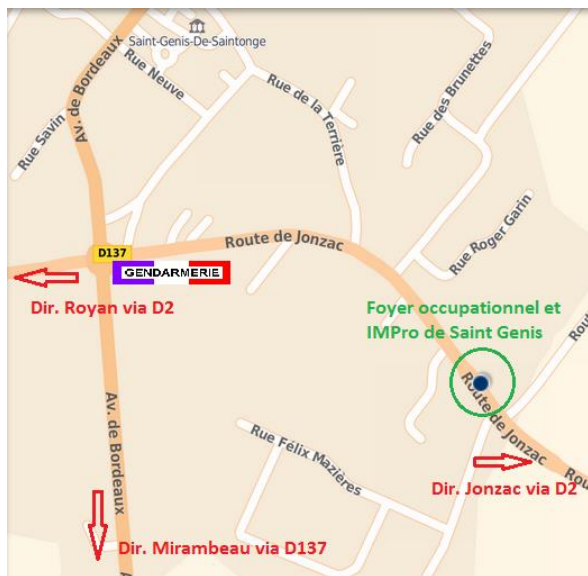 Saint-Genis-De-Saintonge
Rue Neuve
Av. de Bordeaux
Rue Savin
Rue de la Terrière
Rue des Brunettes
D137
GENDARMERIE
Route de Jonzac
Rue Roger Garin
Dir. Royan via D2
Foyer occupationnel et
IMPro de Saint Genis
Route de Jonzac
Av. de Bordeaux
Rue Félix Mazières
Dir. Jonzac via D2
Dir. Mirambeau via D137